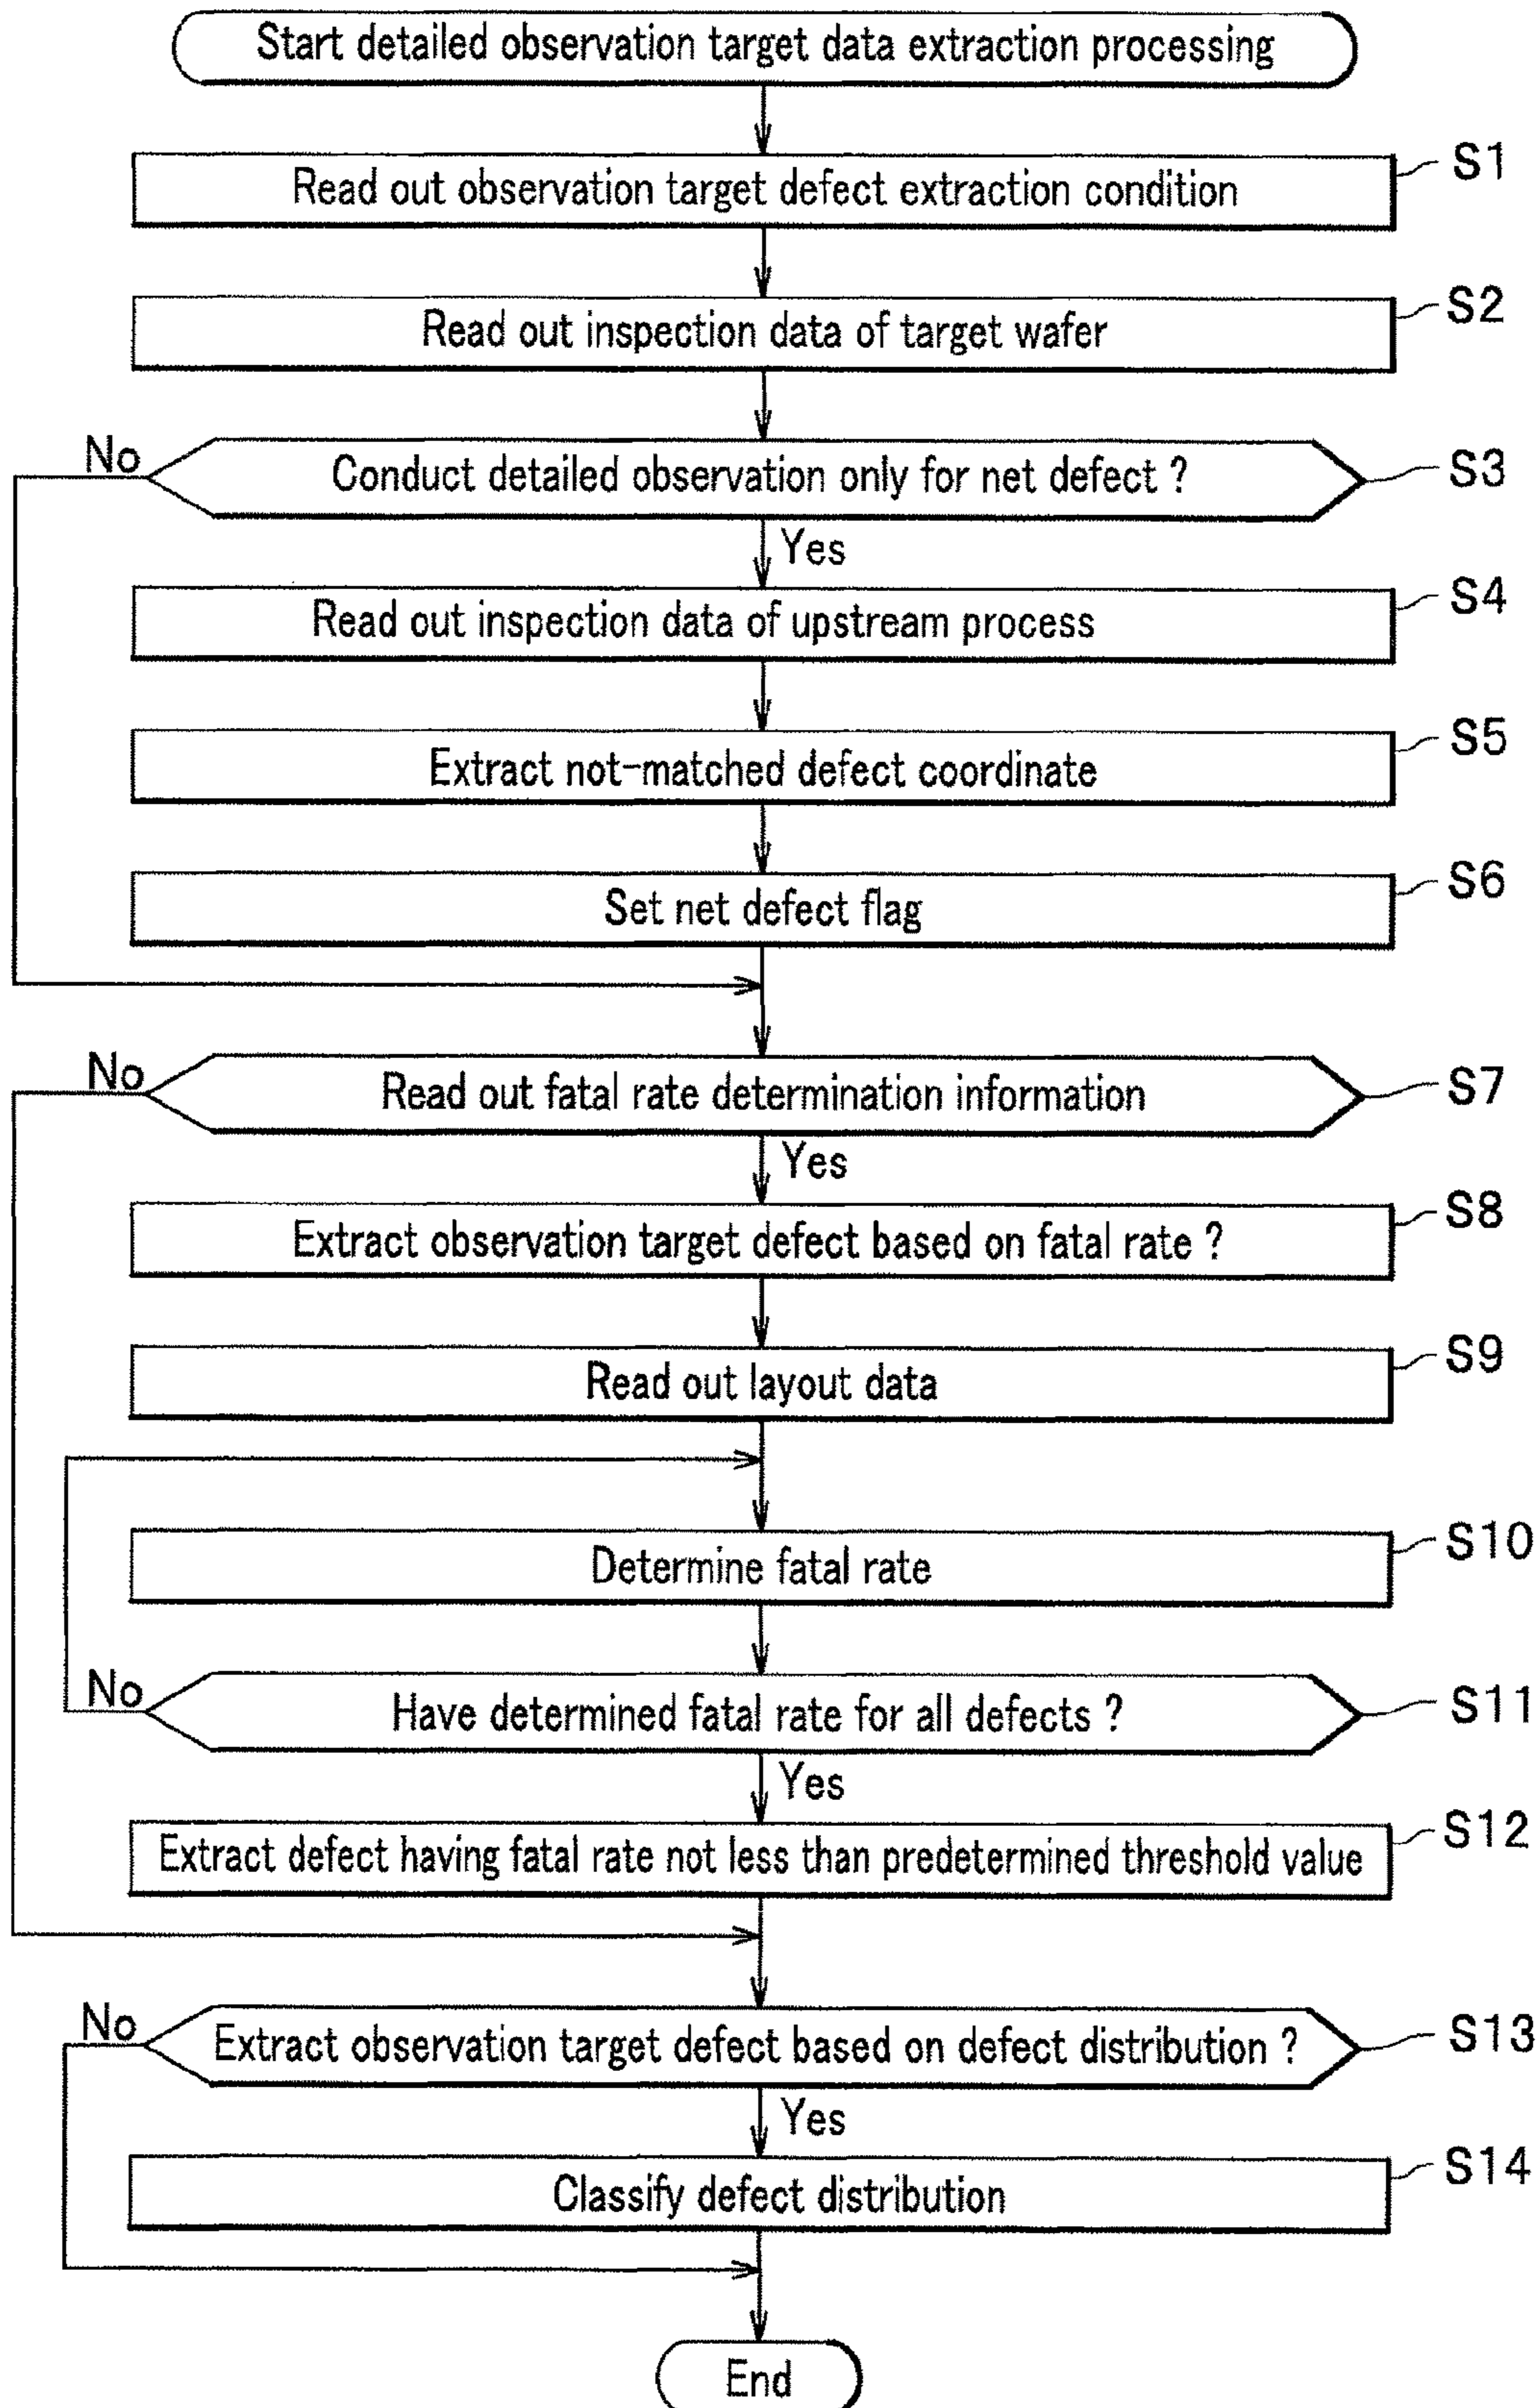 Start detailed observation target data extraction processing
S1
Read out observation target defect extraction condition
S2
Read out inspection data of target wafer
No
Conduct detailed observation only for net defect ?
S3
Yes
S4
Read out inspection data of upstream process
S5
Extract not-matched defect coordinate
S6
Set net defect flag
No
Read out fatal rate determination information
S7
Yes
S8
Extract observation target defect based on fatal rate ?
S9
Read out layout data
S10
Determine fatal rate
No
Have determined fatal rate for all defects ?
S11
Yes
S12
Extract defect having fatal rate not less than predetermined threshold value
No
Extract observation target defect based on defect distribution ?
S13
Yes
S14
Classify defect distribution
End